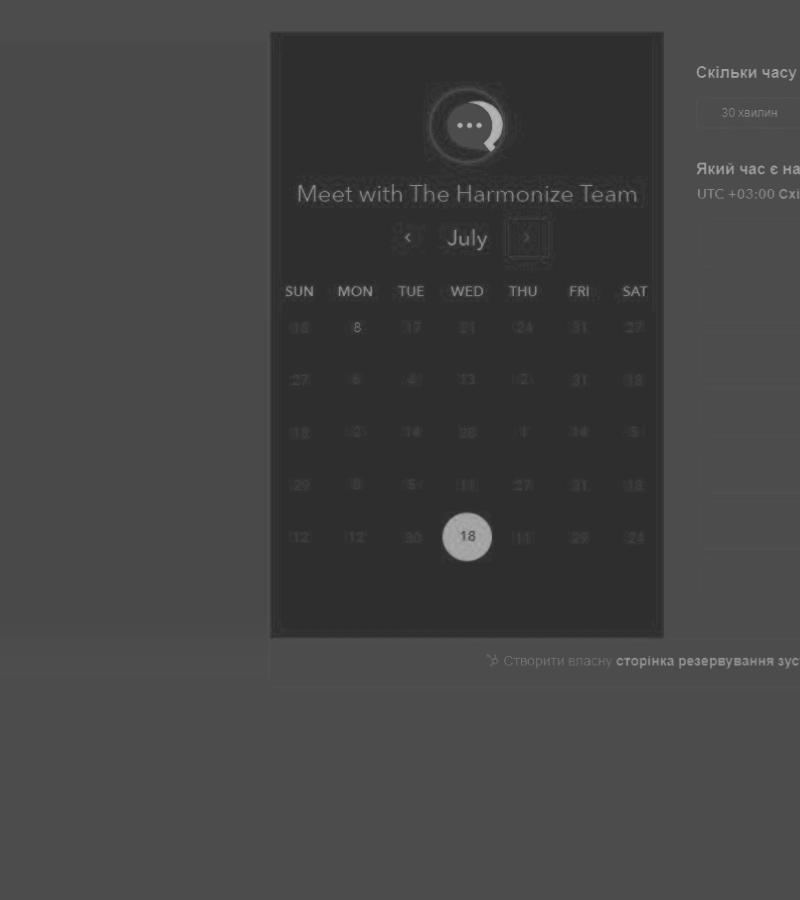 Meet with The Harmonize Team
July
SUN MON TUE WED THU FRI SAT
18 8 17 21 24 31 27
27 6 4 13 2 31 18
18 2 14 1 14 5
29 8 5 11 27 31 18
12 12 30 18 11 29 24
Скільки часу
30 хвилин
Який час є на
UTC +03:00 Схі
Створити власну сторінка резервування зус